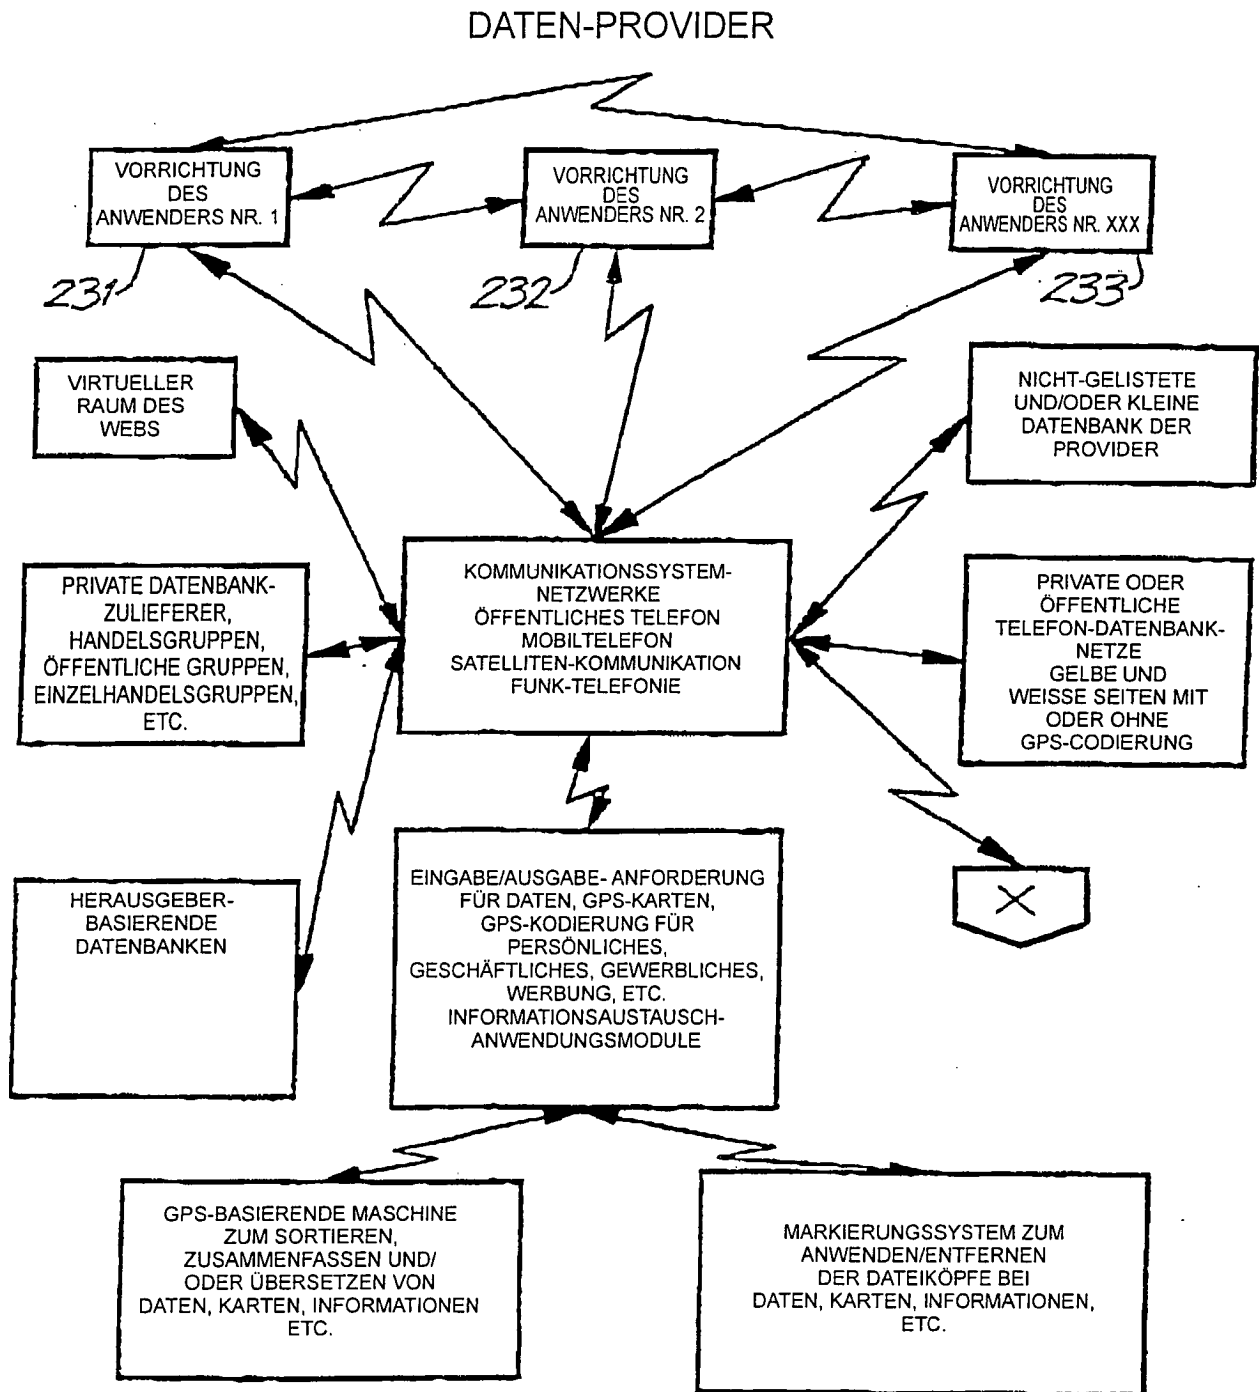 DATEN-PROVIDER
VORRICHTUNG
DES
ANWENDERS NR. 1
VORRICHTUNG
DES
ANWENDERS NR. 2
VORRICHTUNG
DES
ANWENDERS NR. XXX
231
232
233
VIRTUELLER
RAUM DES
WEBS
NICHT-GELISTETE
UND/ODER KLEINE
DATENBANK DER
PROVIDER
PRIVATE DATENBANK-
ZULIEFERER,
HANDELSGRUPPEN,
ÖFFENTLICHE GRUPPEN,
EINZELHANDELSGRUPPEN,
ETC.
KOMMUNIKATIONSSYSTEM-
NETZWERKE
ÖFFENTLICHES TELEFON
MOBILTELEFON
SATELLITEN-KOMMUNIKATION
FUNK-TELEFONIE
PRIVATE ODER
ÖFFENTLICHE
TELEFON-DATENBANK-
NETZE
GELBE UND
WEISSE SEITEN MIT
ODER OHNE
GPS-CODIERUNG
HERAUSGEBER-
BASIERENDE
DATENBANKEN
EINGABE/AUSGABE- ANFORDERUNG
FÜR DATEN, GPS-KARTEN,
GPS-KODIERUNG FÜR
PERSÖNLICHES,
GESCHÄFTLICHES, GEWERBLICHES,
WERBUNG, ETC.
INFORMATIONSAUSTAUSCH-
ANWENDUNGSMODULE
X
GPS-BASIERENDE MASCHINE
ZUM SORTIEREN,
ZUSAMMENFASSEN UND/
ODER ÜBERSETZEN VON
DATEN, KARTEN, INFORMATIONEN
ETC.
MARKIERUNGSSYSTEM ZUM
ANWENDEN/ENTFERNEN
DER DATEIKÖPFE BEI
DATEN, KARTEN, INFORMATIONEN,
ETC.